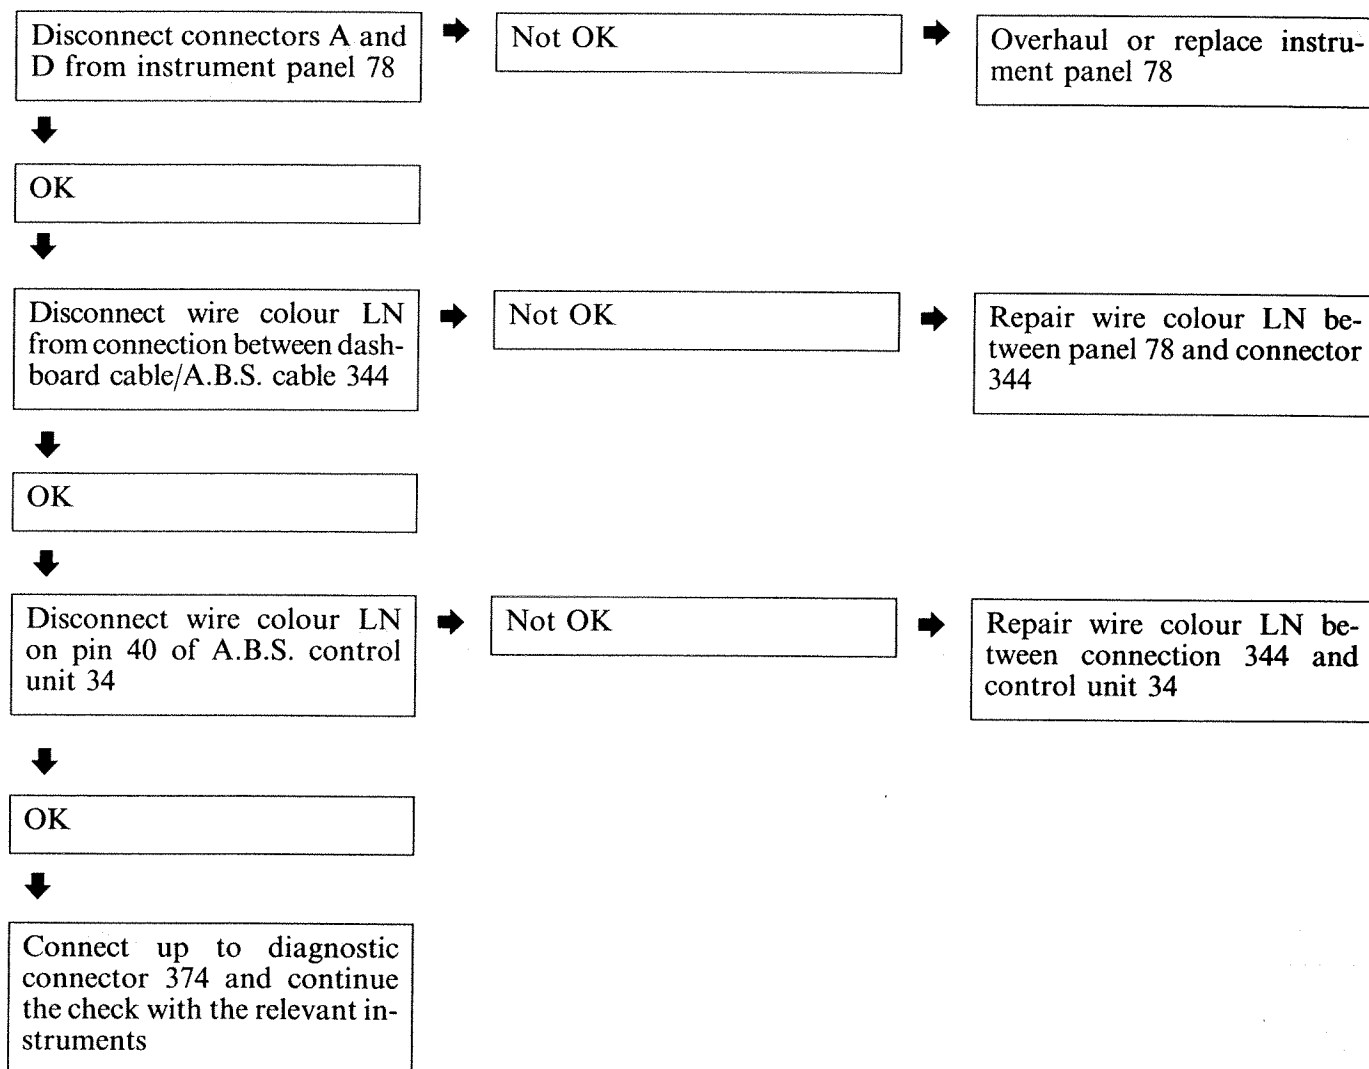 Disconnect connectors A and
D from instrument panel 78
Not OK
Overhaul or replace instru-
ment panel 78
OK
Disconnect wire colour LN
from connection between dash-
board cable/A.B.S. cable 344
Not OK
Repair wire colour LN be-
tween panel 78 and connector
344
OK
Disconnect wire colour LN
on pin 40 of A.B.S. control
unit 34
Not OK
Repair wire colour LN be-
tween connection 344 and
control unit 34
OK
Connect up to diagnostic
connector 374 and continue
the check with the relevant in-
struments